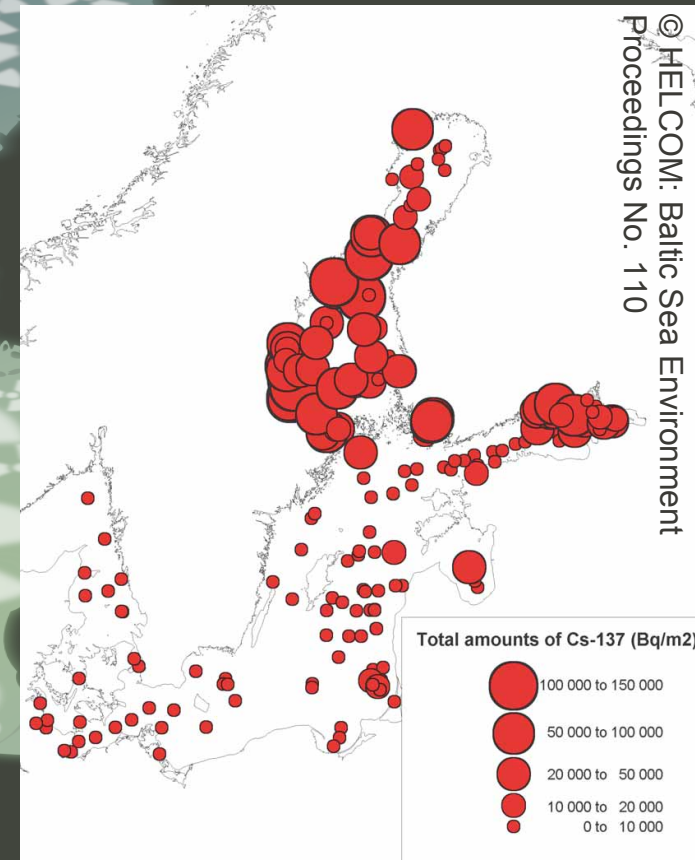 © HELCOM: Baltic Sea Environment
Proceedings No. 110
Total amounts of Cs-137 (Bq/m2)
100 000 to 150 000
50 000 to 100 000
20 000 to 50 000
10 000 to 20 000
0 to 10 000